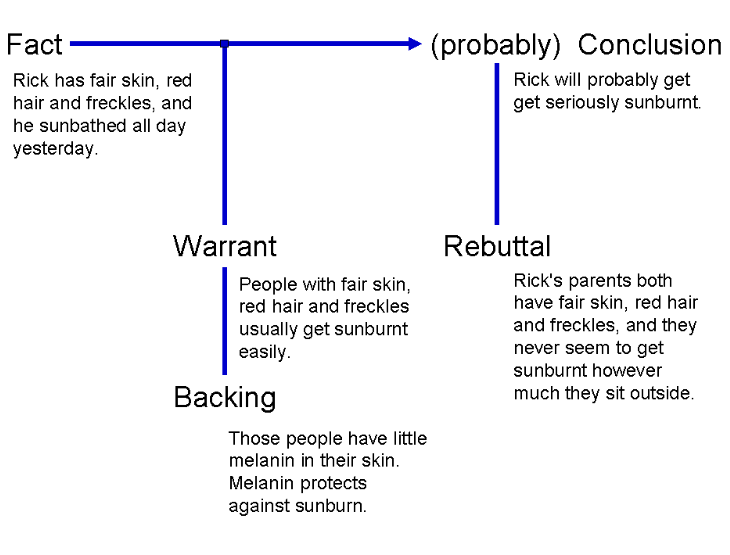 Fact
(probably) Conclusion
Rick has fair skin, red
hair and freckles, and
he sunbathed all day
yesterday.
Rick will probably get
get seriously sunburnt.
Warrant
Rebuttal
People with fair skin,
red hair and freckles
usually get sunburnt
easily.
Rick's parents both
have fair skin, red hair
and freckles, and they
never seem to get
sunburnt however
much they sit outside.
Backing
Those people have little
melanin in their skin.
Melanin protects
against sunburn.